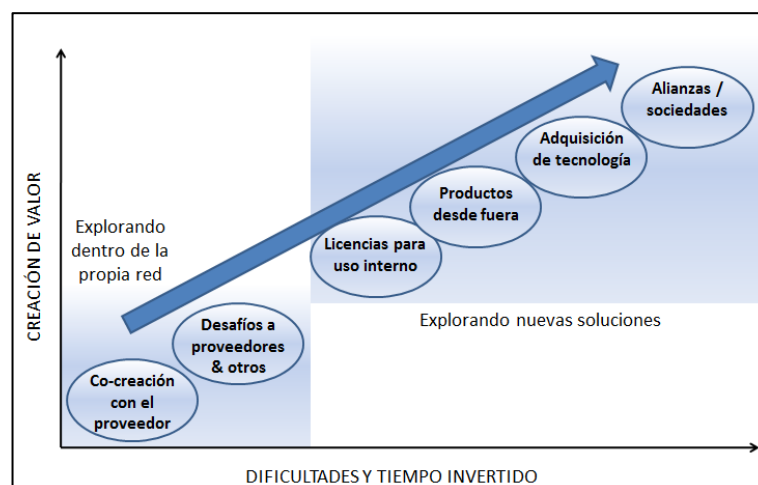 Alianzas /
sociedades
Adquisición
de tecnología
Productos
desde fuera
Licencias para
uso interno
Explorando
dentro de la
propia red
Desafíos a
proveedores
& otros
Co-creación
con el
proveedor
Explorando nuevas soluciones
CREACIÓN DE VALOR
DIFICULTADES Y TIEMPO INVERTIDO